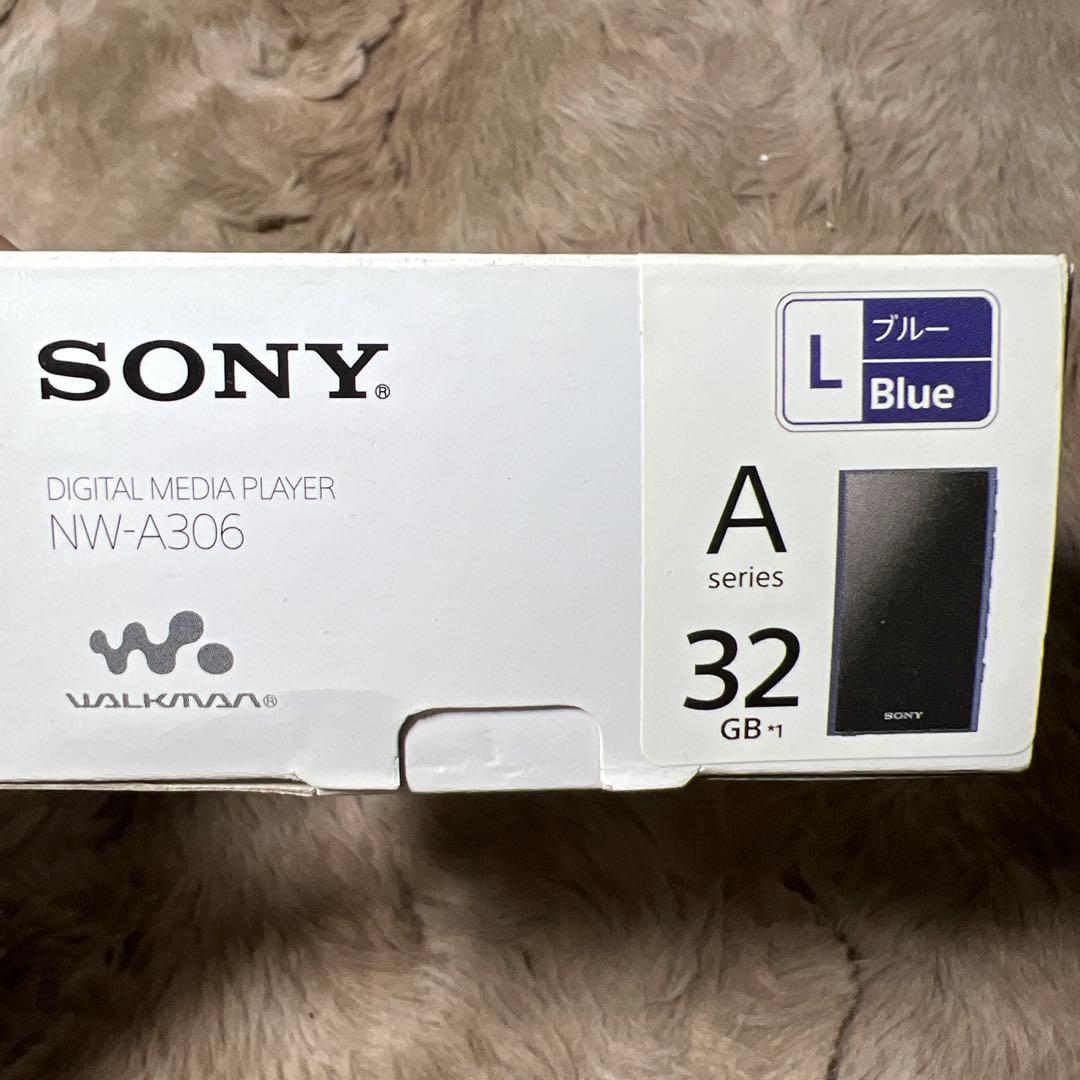 SONY®
DIGITAL MEDIA PLAYER
NW-A306
WALKMAN®
L
ブルー
Blue
A
series
32
GB *1
SONY